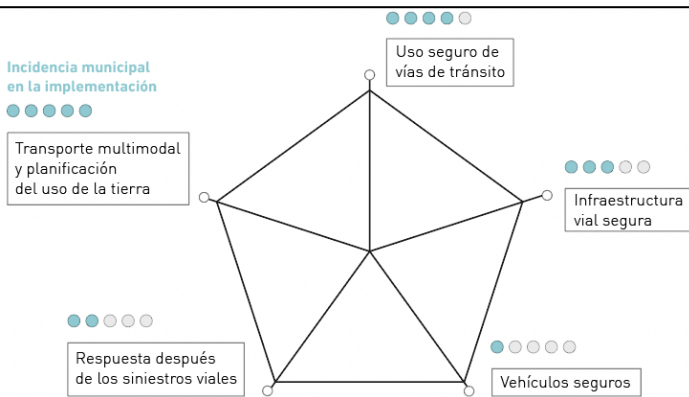 Uso seguro de
vías de tránsito
Incidencia municipal
en la implementación
Transporte multimodal
y planificación
del uso de la tierra
Infraestructura
vial segura
Respuesta después
de los siniestros viales
Vehículos seguros